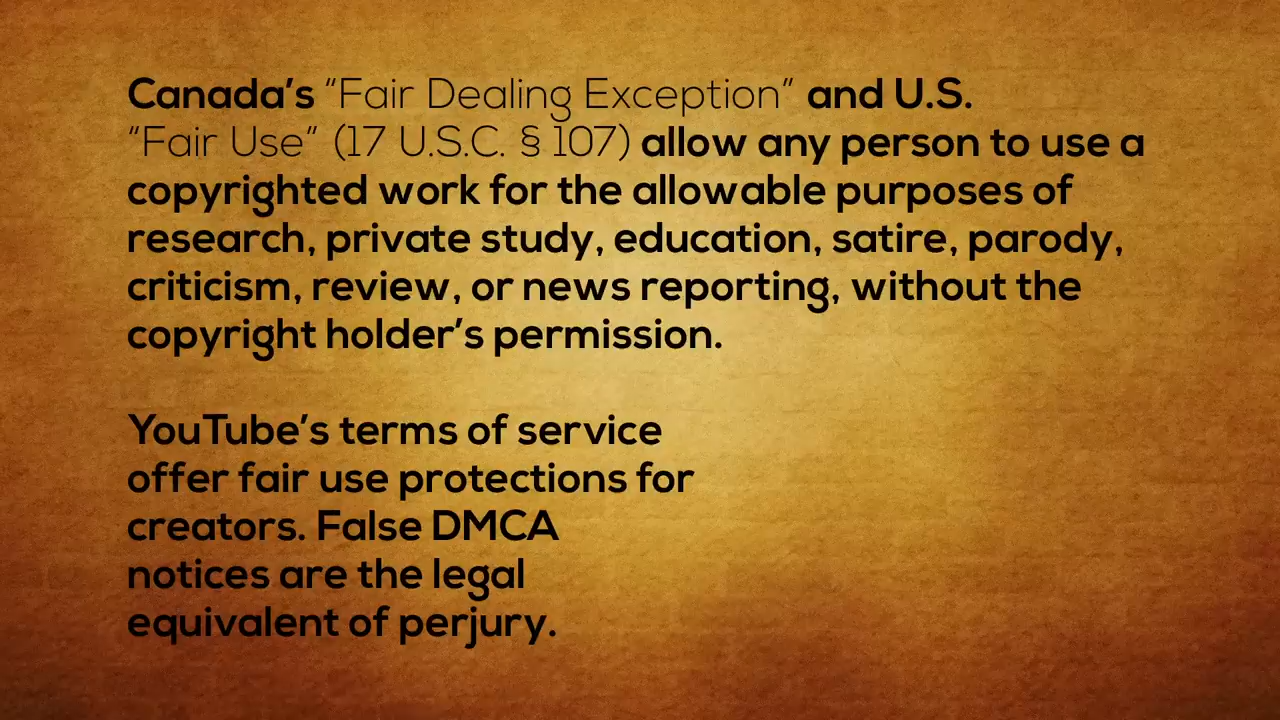 Canada’s “Fair Dealing Exception” and U.S.
“Fair Use” (17 U.S.C. § 107) allow any person to use a
copyrighted work for the allowable purposes of
research, private study, education, satire, parody,
criticism, review, or news reporting, without the
copyright holder’s permission.
YouTube’s terms of service
offer fair use protections for
creators. False DMCA
notices are the legal
equivalent of perjury.